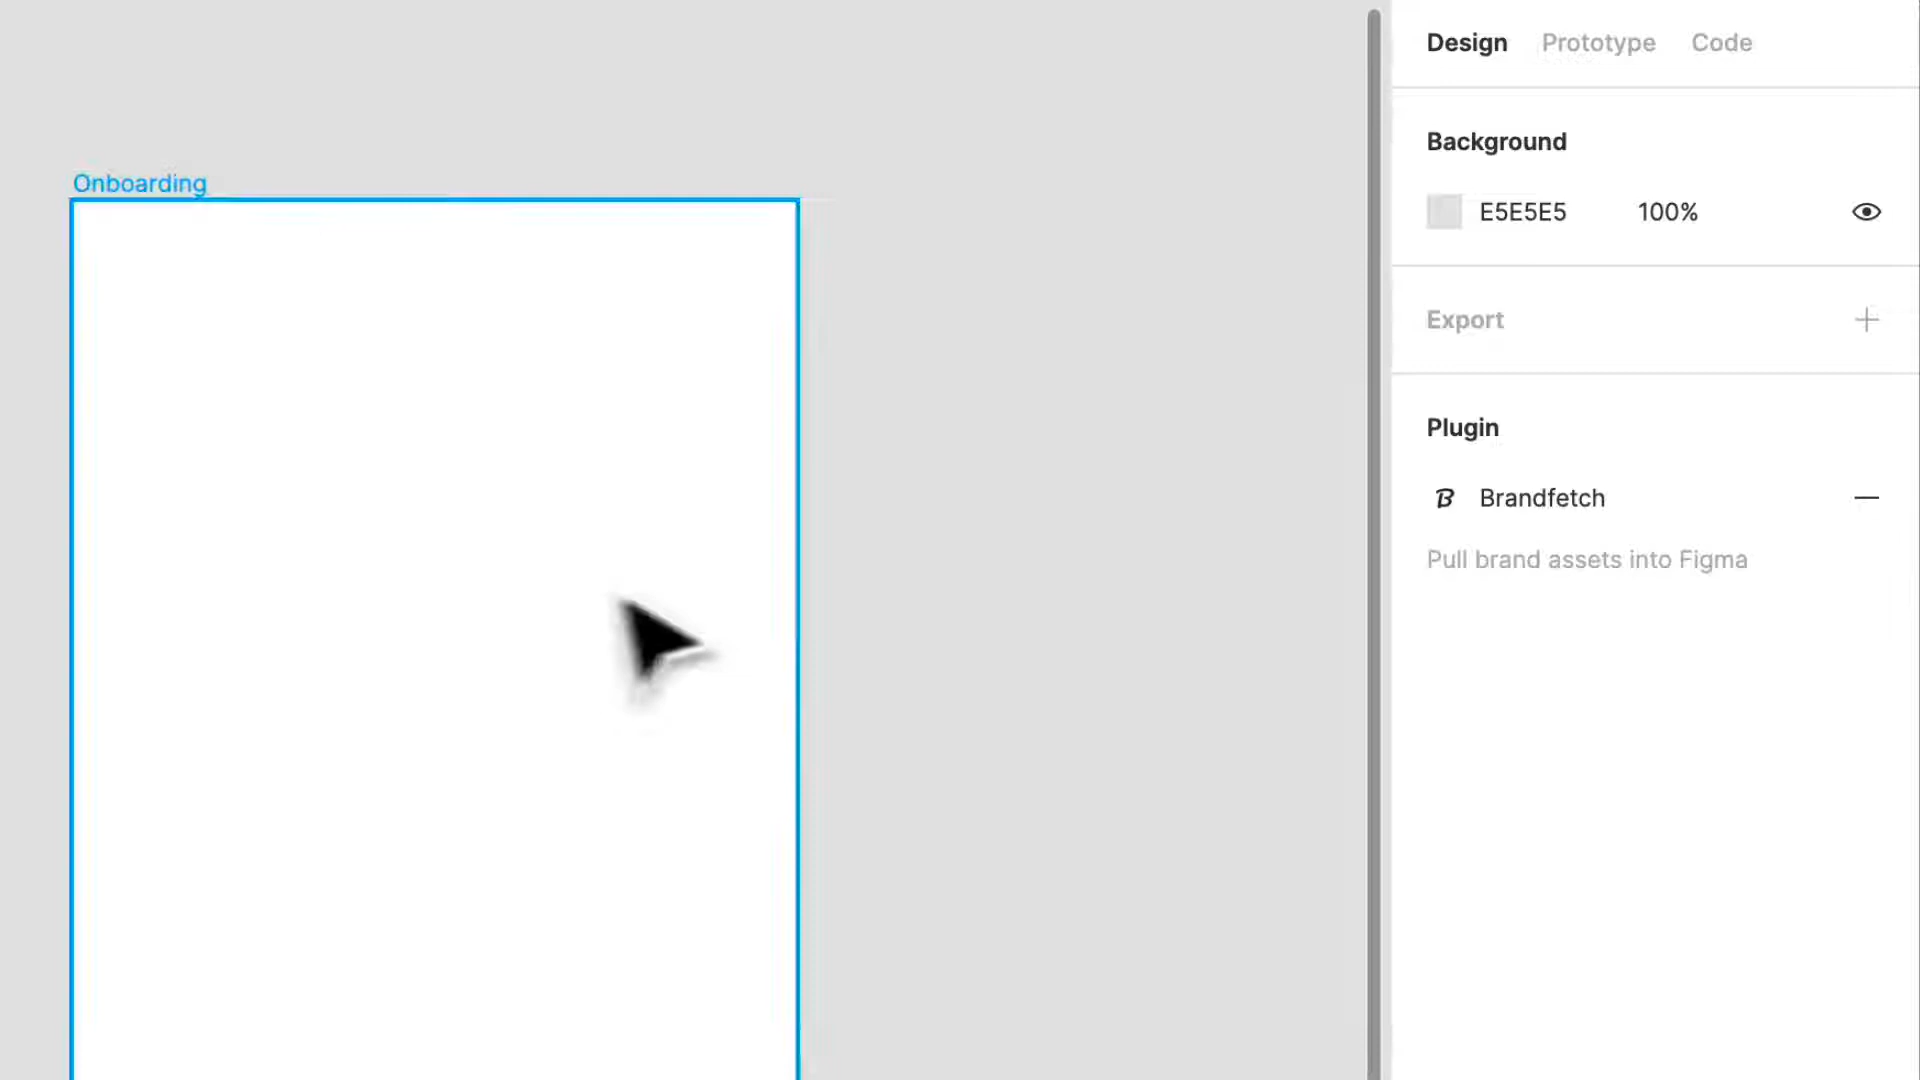 Design Prototype Code
Background
E5E5E5 100%
Export
Plugin
Brandfetch
Pull brand assets into Figma
Onboarding